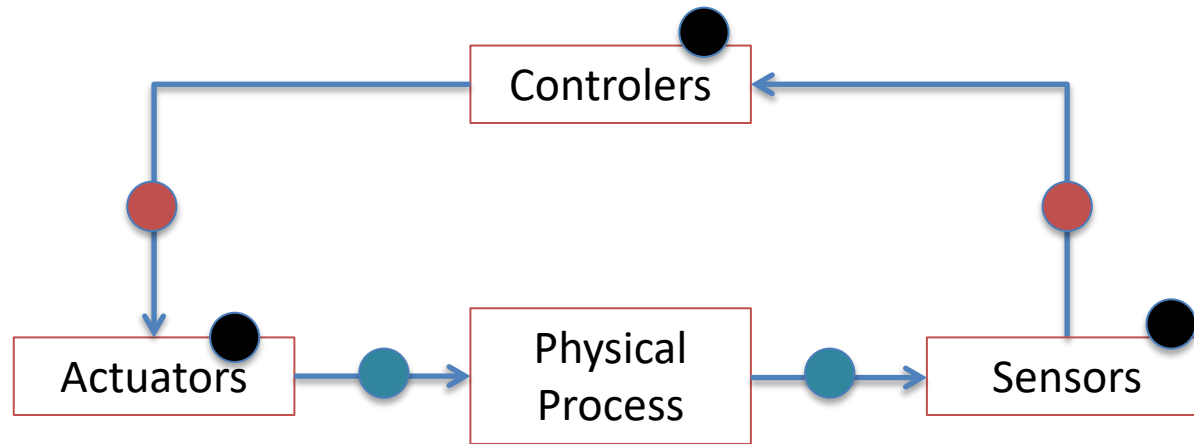 Controlers
Actuators
Physical
Process
Sensors